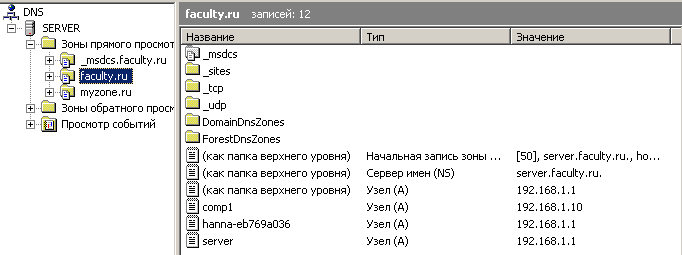 DNS
SERVER
Зоны прямого просмот
_msdcs.faculty.ru
faculty.ru
myzone.ru
Зоны обратного просм
Просмотр событий
faculty.ru записей: 12
Название Тип Значение
_msdcs
_sites
_tcp
_udp
DomainDnsZones
ForestDnsZones
(как папка верхнего уровня) Начальная запись зоны ... [50], server.faculty.ru., ho...
(как папка верхнего уровня) Сервер имен (NS) server.faculty.ru.
(как папка верхнего уровня) Узел (A) 192.168.1.1
comp1 Узел (A) 192.168.1.10
hanna-eb769a036 Узел (A) 192.168.1.1
server Узел (A) 192.168.1.1